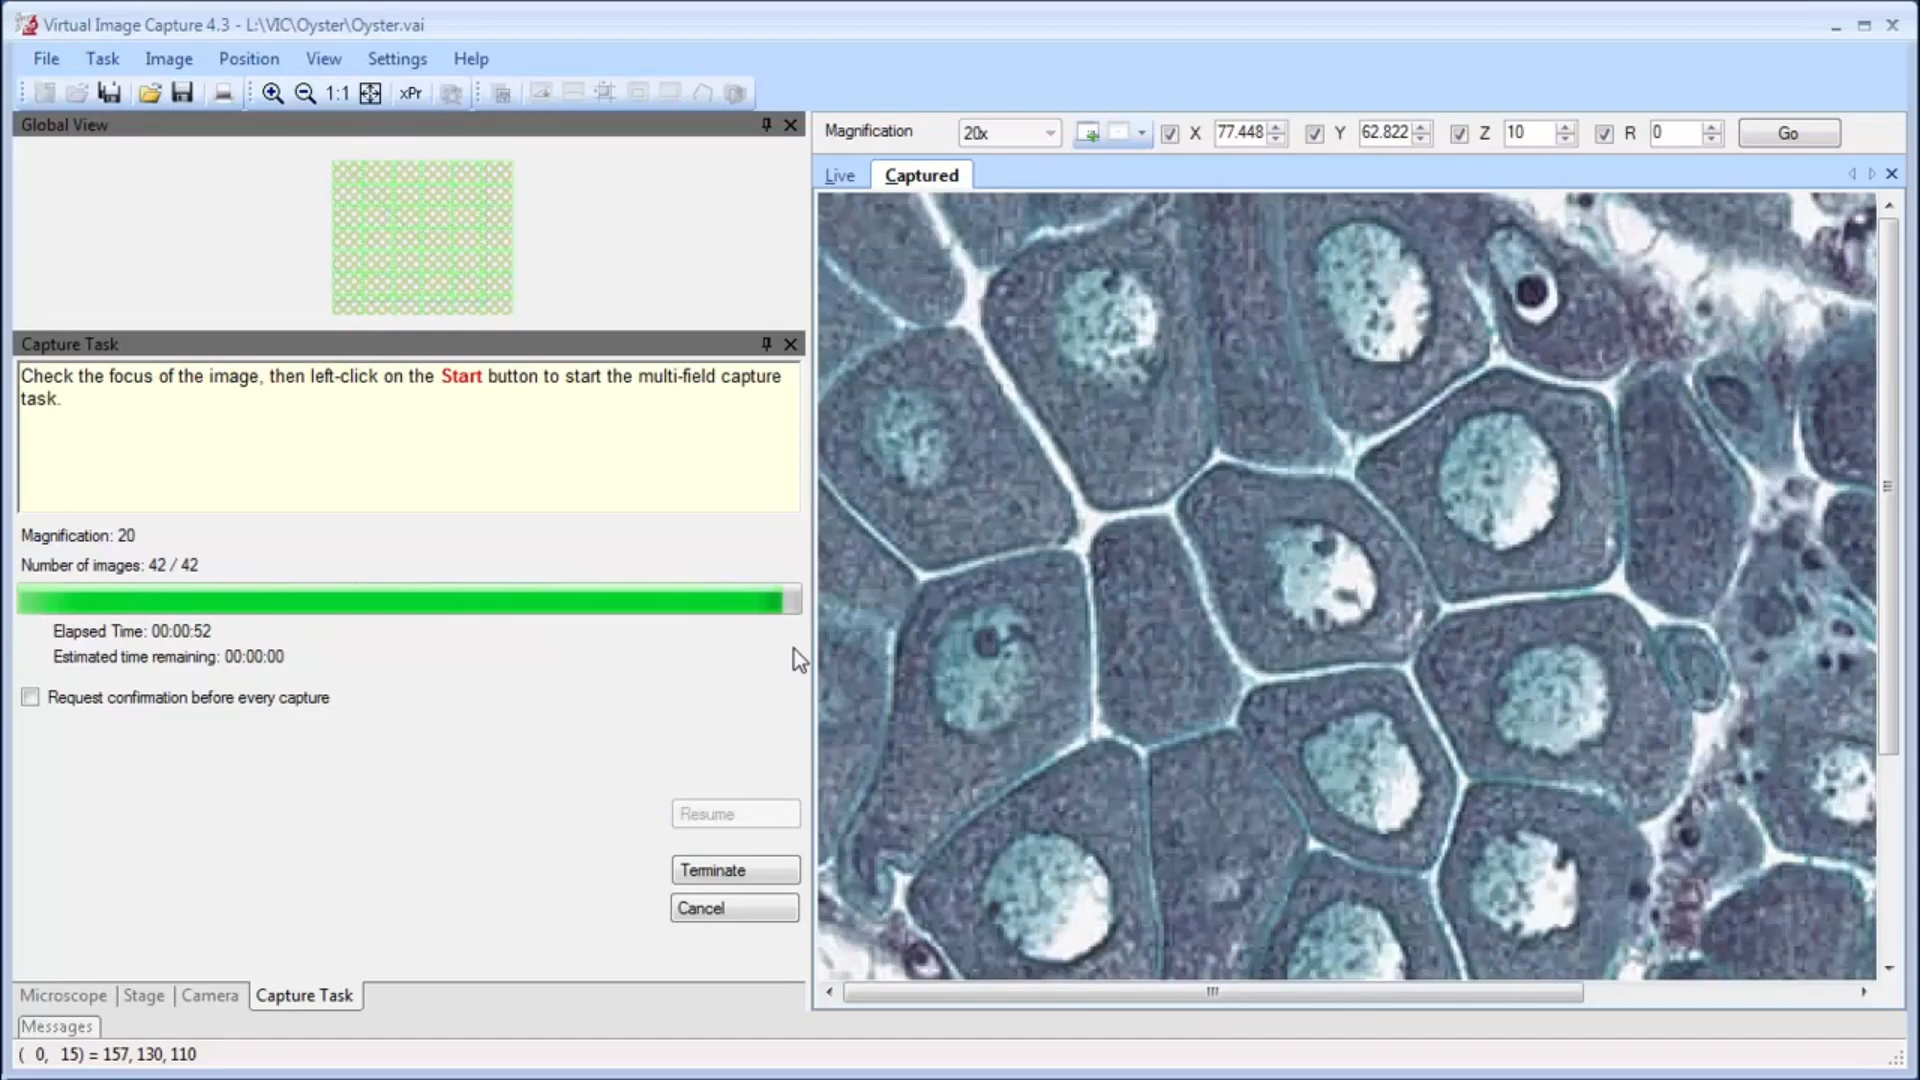 Virtual Image Capture 4.3 - L:\VIC\Oyster\Oyster.vai
File Task Image Position View Settings Help
1:1 xPr
Global View
Magnification 20x X 77.448 Y 62.822 Z 10 R 0 Go
Live Captured
Capture Task
Check the focus of the image, then left-click on the Start button to start the multi-field capture
task.
Magnification: 20
Number of images: 42 / 42
Elapsed Time: 00:00:52
Estimated time remaining: 00:00:00
Request confirmation before every capture
Resume
Terminate
Cancel
Microscope Stage Camera Capture Task
Messages
( 0, 15) = 157, 130, 110